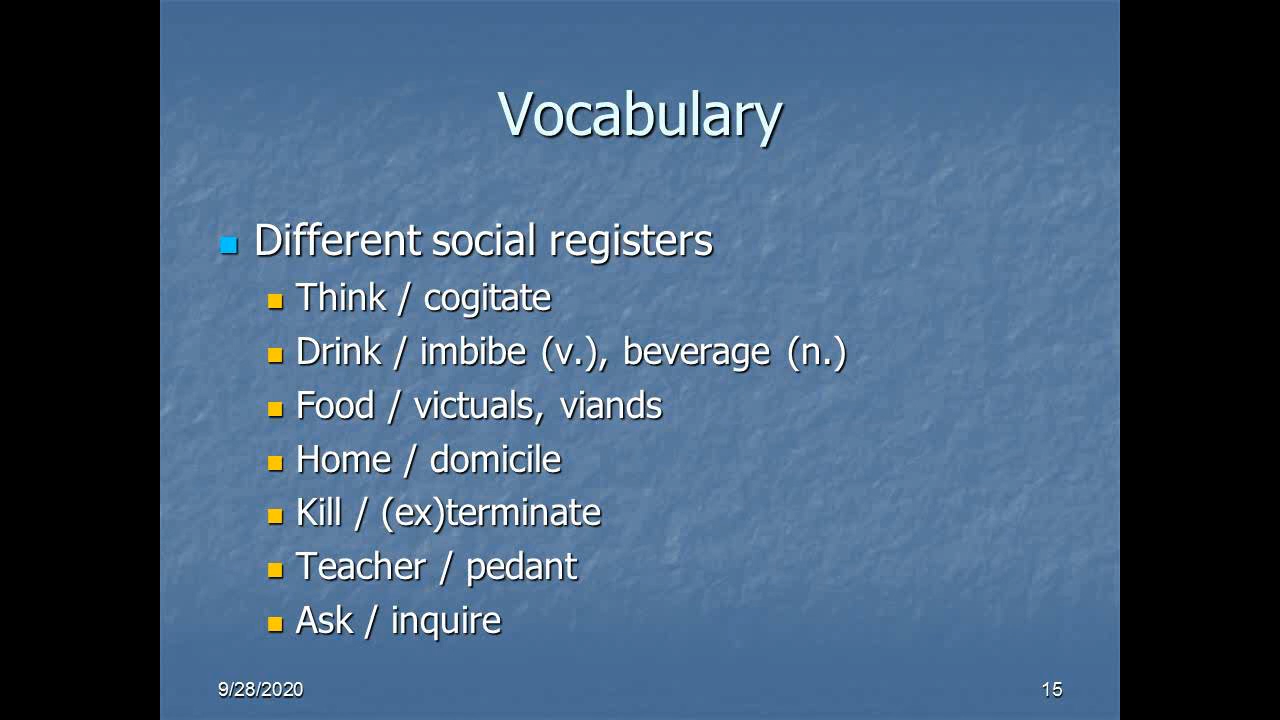 Vocabulary
Different social registers
Think / cogitate
Drink / imbibe (v.), beverage (n.)
Food / victuals, viands
Home / domicile
Kill / (ex)terminate
Teacher / pedant
Ask / inquire
9/28/2020
15